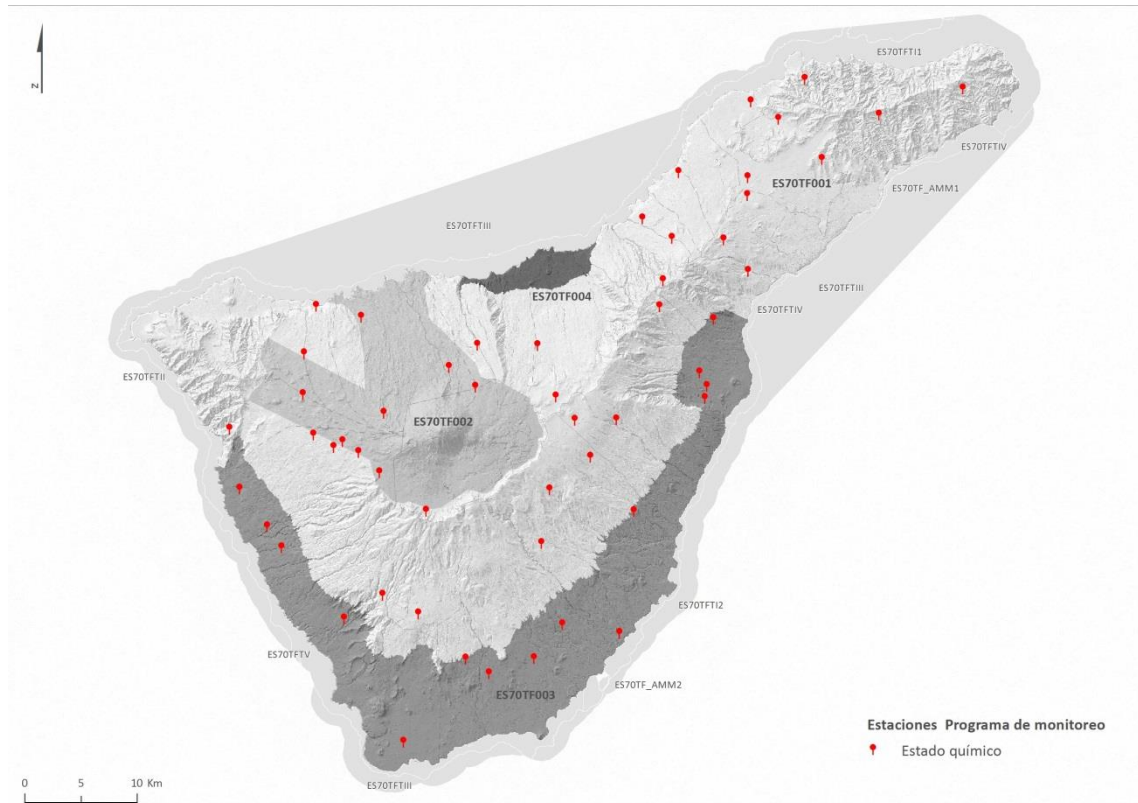 ES70TFTI1
ES70TFTIV
ES70TF001
ES70TF_AMM1
ES70TFTIII
ES70TFTIII
ES70TF004
ES70TFTIV
ES70TFTII
ES70TF002
ES70TFTI2
ES70TFTV
ES70TF_AMM2
ES70TF003
ES70TFTIII
N
Estaciones Programa de monitoreo
Estado químico
0 5 10 Km